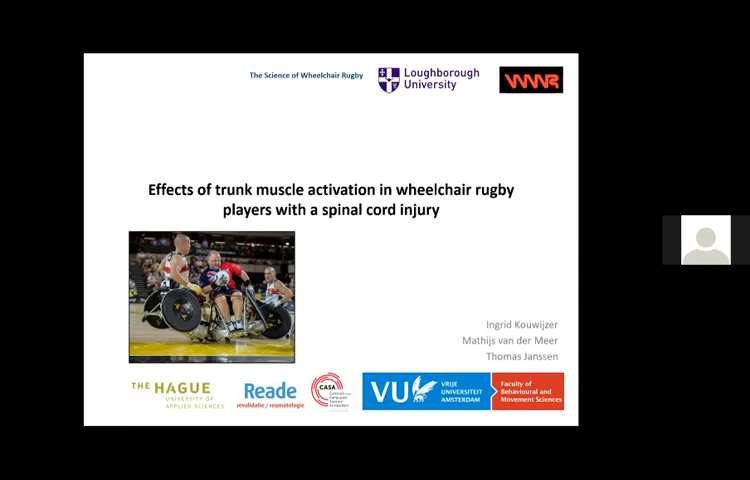 The Science of Wheelchair Rugby
Loughborough
University
WWR
Effects of trunk muscle activation in wheelchair rugby
players with a spinal cord injury
Ingrid Kouwijzer
Mathijs van der Meer
Thomas Janssen
THE HAGUE
UNIVERSITY OF
APPLIED SCIENCES
Reade
revalidatie / reumatologie
CASA
VU
VRIJE
UNIVERSITEIT
AMSTERDAM
Faculty of
Behavioural and
Movement Sciences